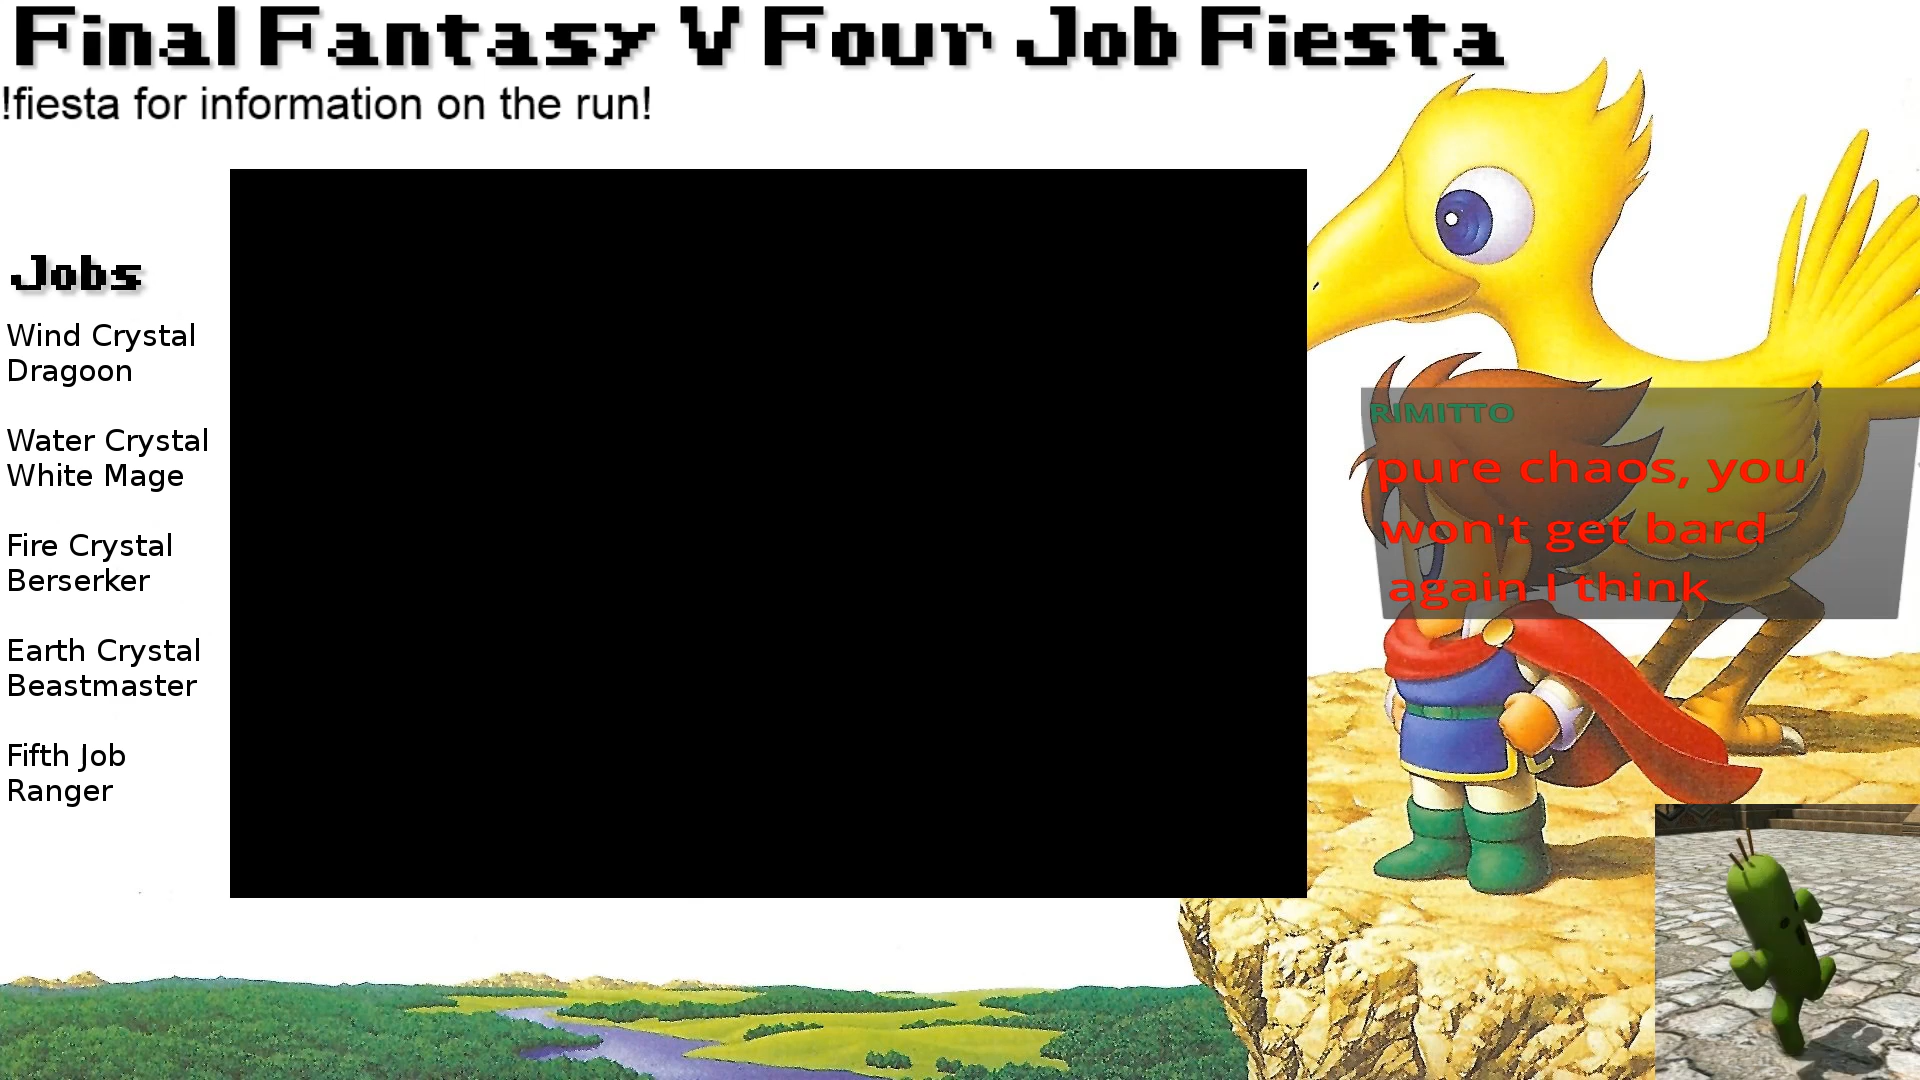 Final Fantasy V Four Job Fiesta
!fiesta for information on the run!
Jobs
Wind Crystal
Dragoon
Water Crystal
White Mage
Fire Crystal
Berserker
Earth Crystal
Beastmaster
Fifth Job
Ranger
RIMITTO
pure chaos, you
won't get bard
again I think